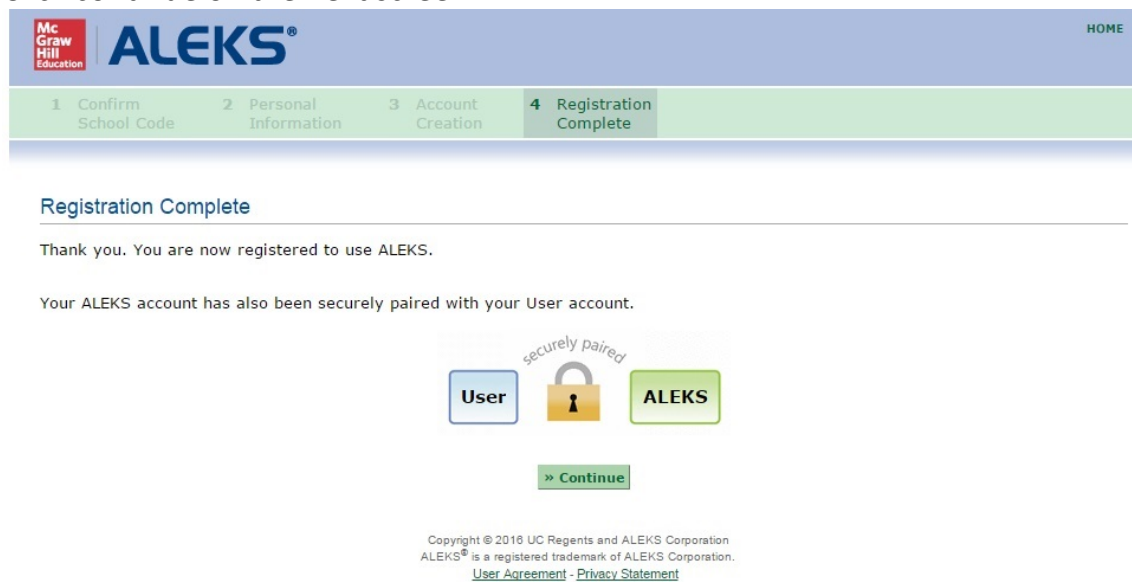 Mc
Graw
Hill
Education
ALEKS®
HOME
1 Confirm School Code
2 Personal Information
3 Account Creation
4 Registration Complete
Registration Complete
Thank you. You are now registered to use ALEKS.
Your ALEKS account has also been securely paired with your User account.
securely paired
User
ALEKS
» Continue
Copyright © 2016 UC Regents and ALEKS Corporation
ALEKS® is a registered trademark of ALEKS Corporation.
User Agreement - Privacy Statement